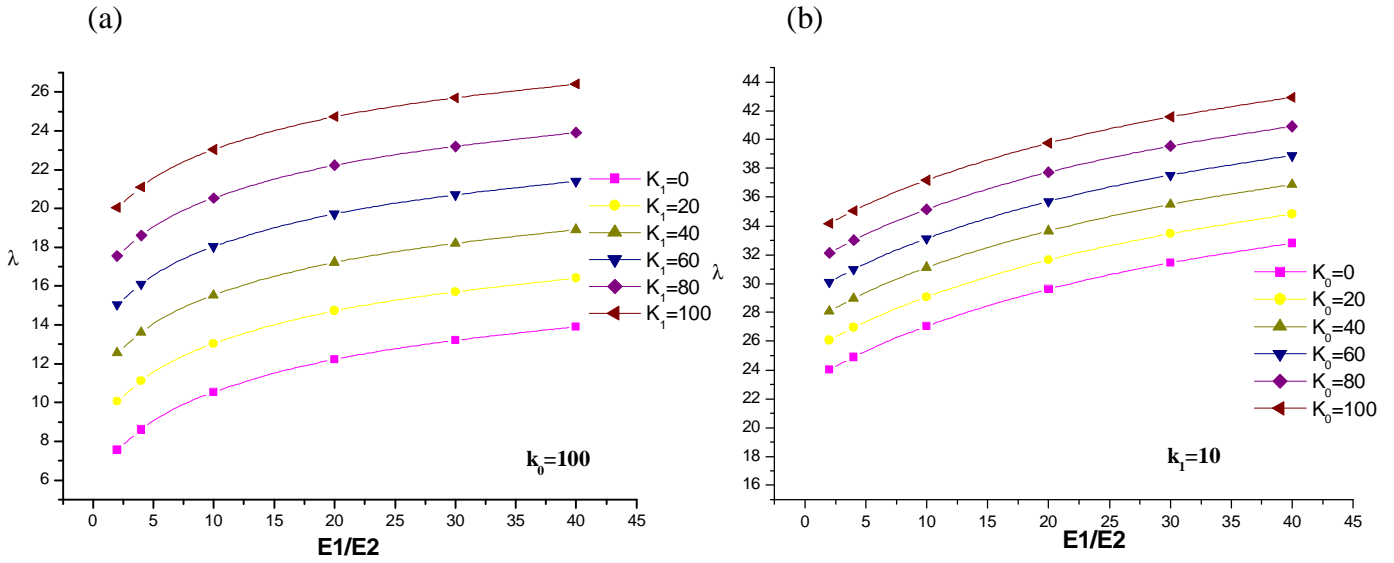 (a)
26
24
22
20
18
16
14
12
10
8
6
λ
0 5 10 15 20 25 30 35 40 45
E1/E2
K₁=0
K₁=20
K₁=40
K₁=60
K₁=80
K₁=100
k₀=100
(b)
44
42
40
38
36
34
32
30
28
26
24
22
20
18
16
λ
0 5 10 15 20 25 30 35 40 45
E1/E2
K₀=0
K₀=20
K₀=40
K₀=60
K₀=80
K₀=100
k₁=10